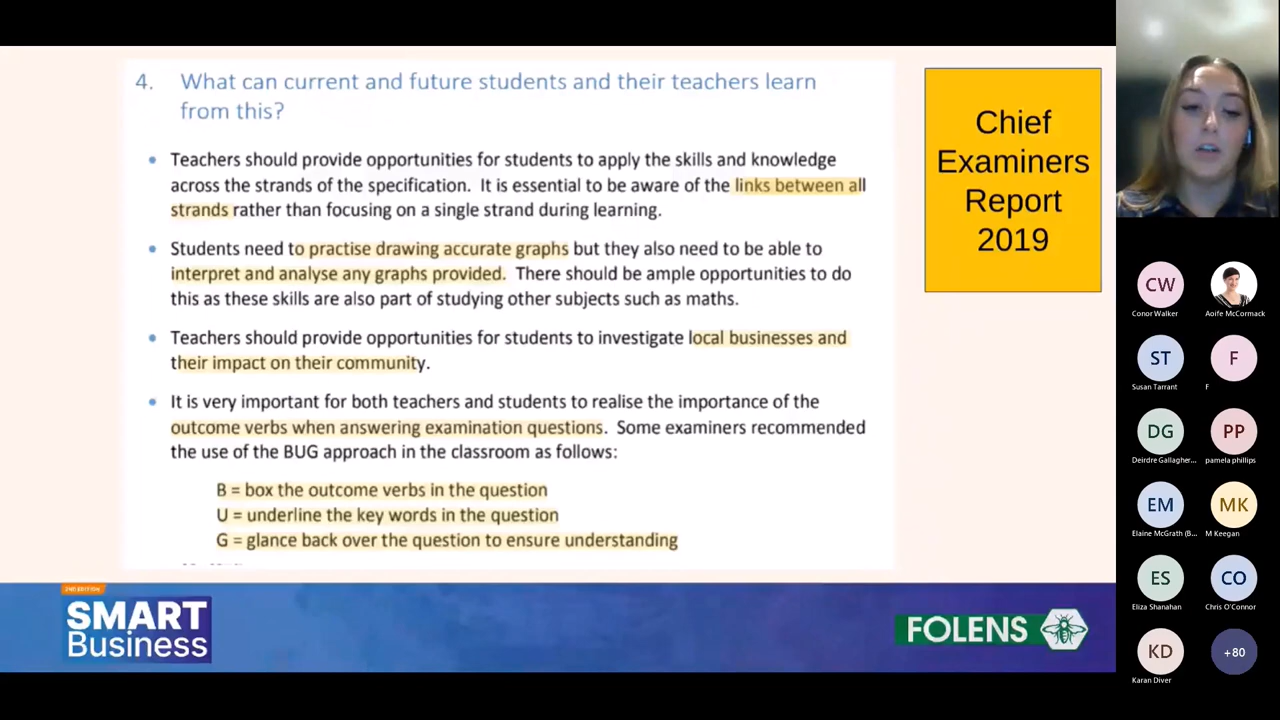 4. What can current and future students and their teachers learn
from this?
• Teachers should provide opportunities for students to apply the skills and knowledge
across the strands of the specification. It is essential to be aware of the links between all
strands rather than focusing on a single strand during learning.
• Students need to practise drawing accurate graphs but they also need to be able to
interpret and analyse any graphs provided. There should be ample opportunities to do
this as these skills are also part of studying other subjects such as maths.
• Teachers should provide opportunities for students to investigate local businesses and
their impact on their community.
• It is very important for both teachers and students to realise the importance of the
outcome verbs when answering examination questions. Some examiners recommended
the use of the BUG approach in the classroom as follows:
B = box the outcome verbs in the question
U = underline the key words in the question
G = glance back over the question to ensure understanding
Chief
Examiners
Report
2019
2ND EDITION
SMART
Business
FOLENS
CW
Conor Walker
Aoife McCormack
ST
Susan Tarrant
F
F
DG
Deirdre Gallagher...
PP
pamela phillips
EM
Elaine McGrath (B...
MK
M Keegan
ES
Eliza Shanahan
CO
Chris O'Connor
KD
Karan Diver
+80